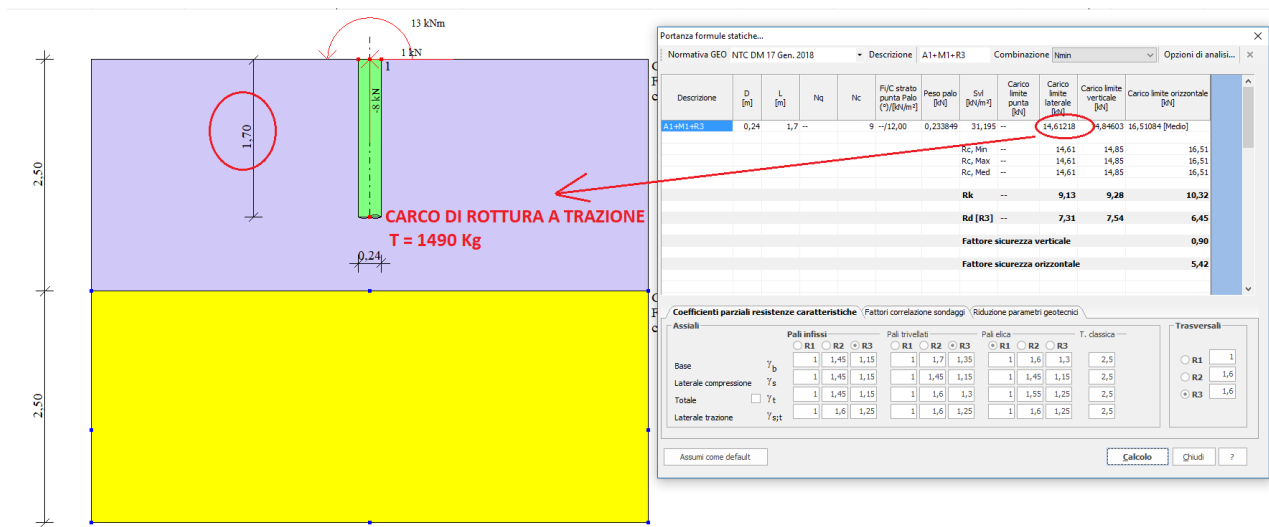 13 kNm
1 kN
1
-8 kN
1,70
2,50
CARCO DI ROTTURA A TRAZIONE
T = 1490 Kg
0,24
2,50
Portanza formule statiche...
Normativa GEO NTC DM 17 Gen. 2018 Descrizione A1+M1+R3 Combinazione Nmin Opzioni di analisi...
Descrizione D [m] L [m] Nq Nc Fi/C strato punta Palo (°)/[kN/m²] Peso palo [kN] Svl [kN/m²] Carico limite punta [kN] Carico limite laterale [kN] Carico limite verticale [kN] Carico limite orizzontale [kN]
A1+M1+R3 0,24 1,7 -- 9 --/12,00 0,233849 31,195 -- 14,61218 14,84603 16,51084 [Medio]
Rc, Min -- 14,61 14,85 16,51
Rc, Max -- 14,61 14,85 16,51
Rc, Med -- 14,61 14,85 16,51
Rk -- 9,13 9,28 10,32
Rd [R3] -- 7,31 7,54 6,45
Fattore sicurezza verticale 0,90
Fattore sicurezza orizzontale 5,42
Coefficienti parziali resistenze caratteristiche Fattori correlazione sondaggi Riduzione parametri geotecnici
Assiali Trasversali
Pali infissi Pali trivellati Pali elica T. classica
R1 R2 R3 R1 R2 R3 R1 R2 R3
Base γb 1 1,45 1,15 1 1,7 1,35 1 1,6 1,3 2,5 R1 1
Laterale compressione γs 1 1,45 1,15 1 1,45 1,15 1 1,45 1,15 2,5 R2 1,6
Totale γt 1 1,45 1,15 1 1,6 1,3 1 1,55 1,25 2,5 R3 1,6
Laterale trazione γs;t 1 1,6 1,25 1 1,6 1,25 1 1,6 1,25 2,5
Assumi come default Calcolo Chiudi ?